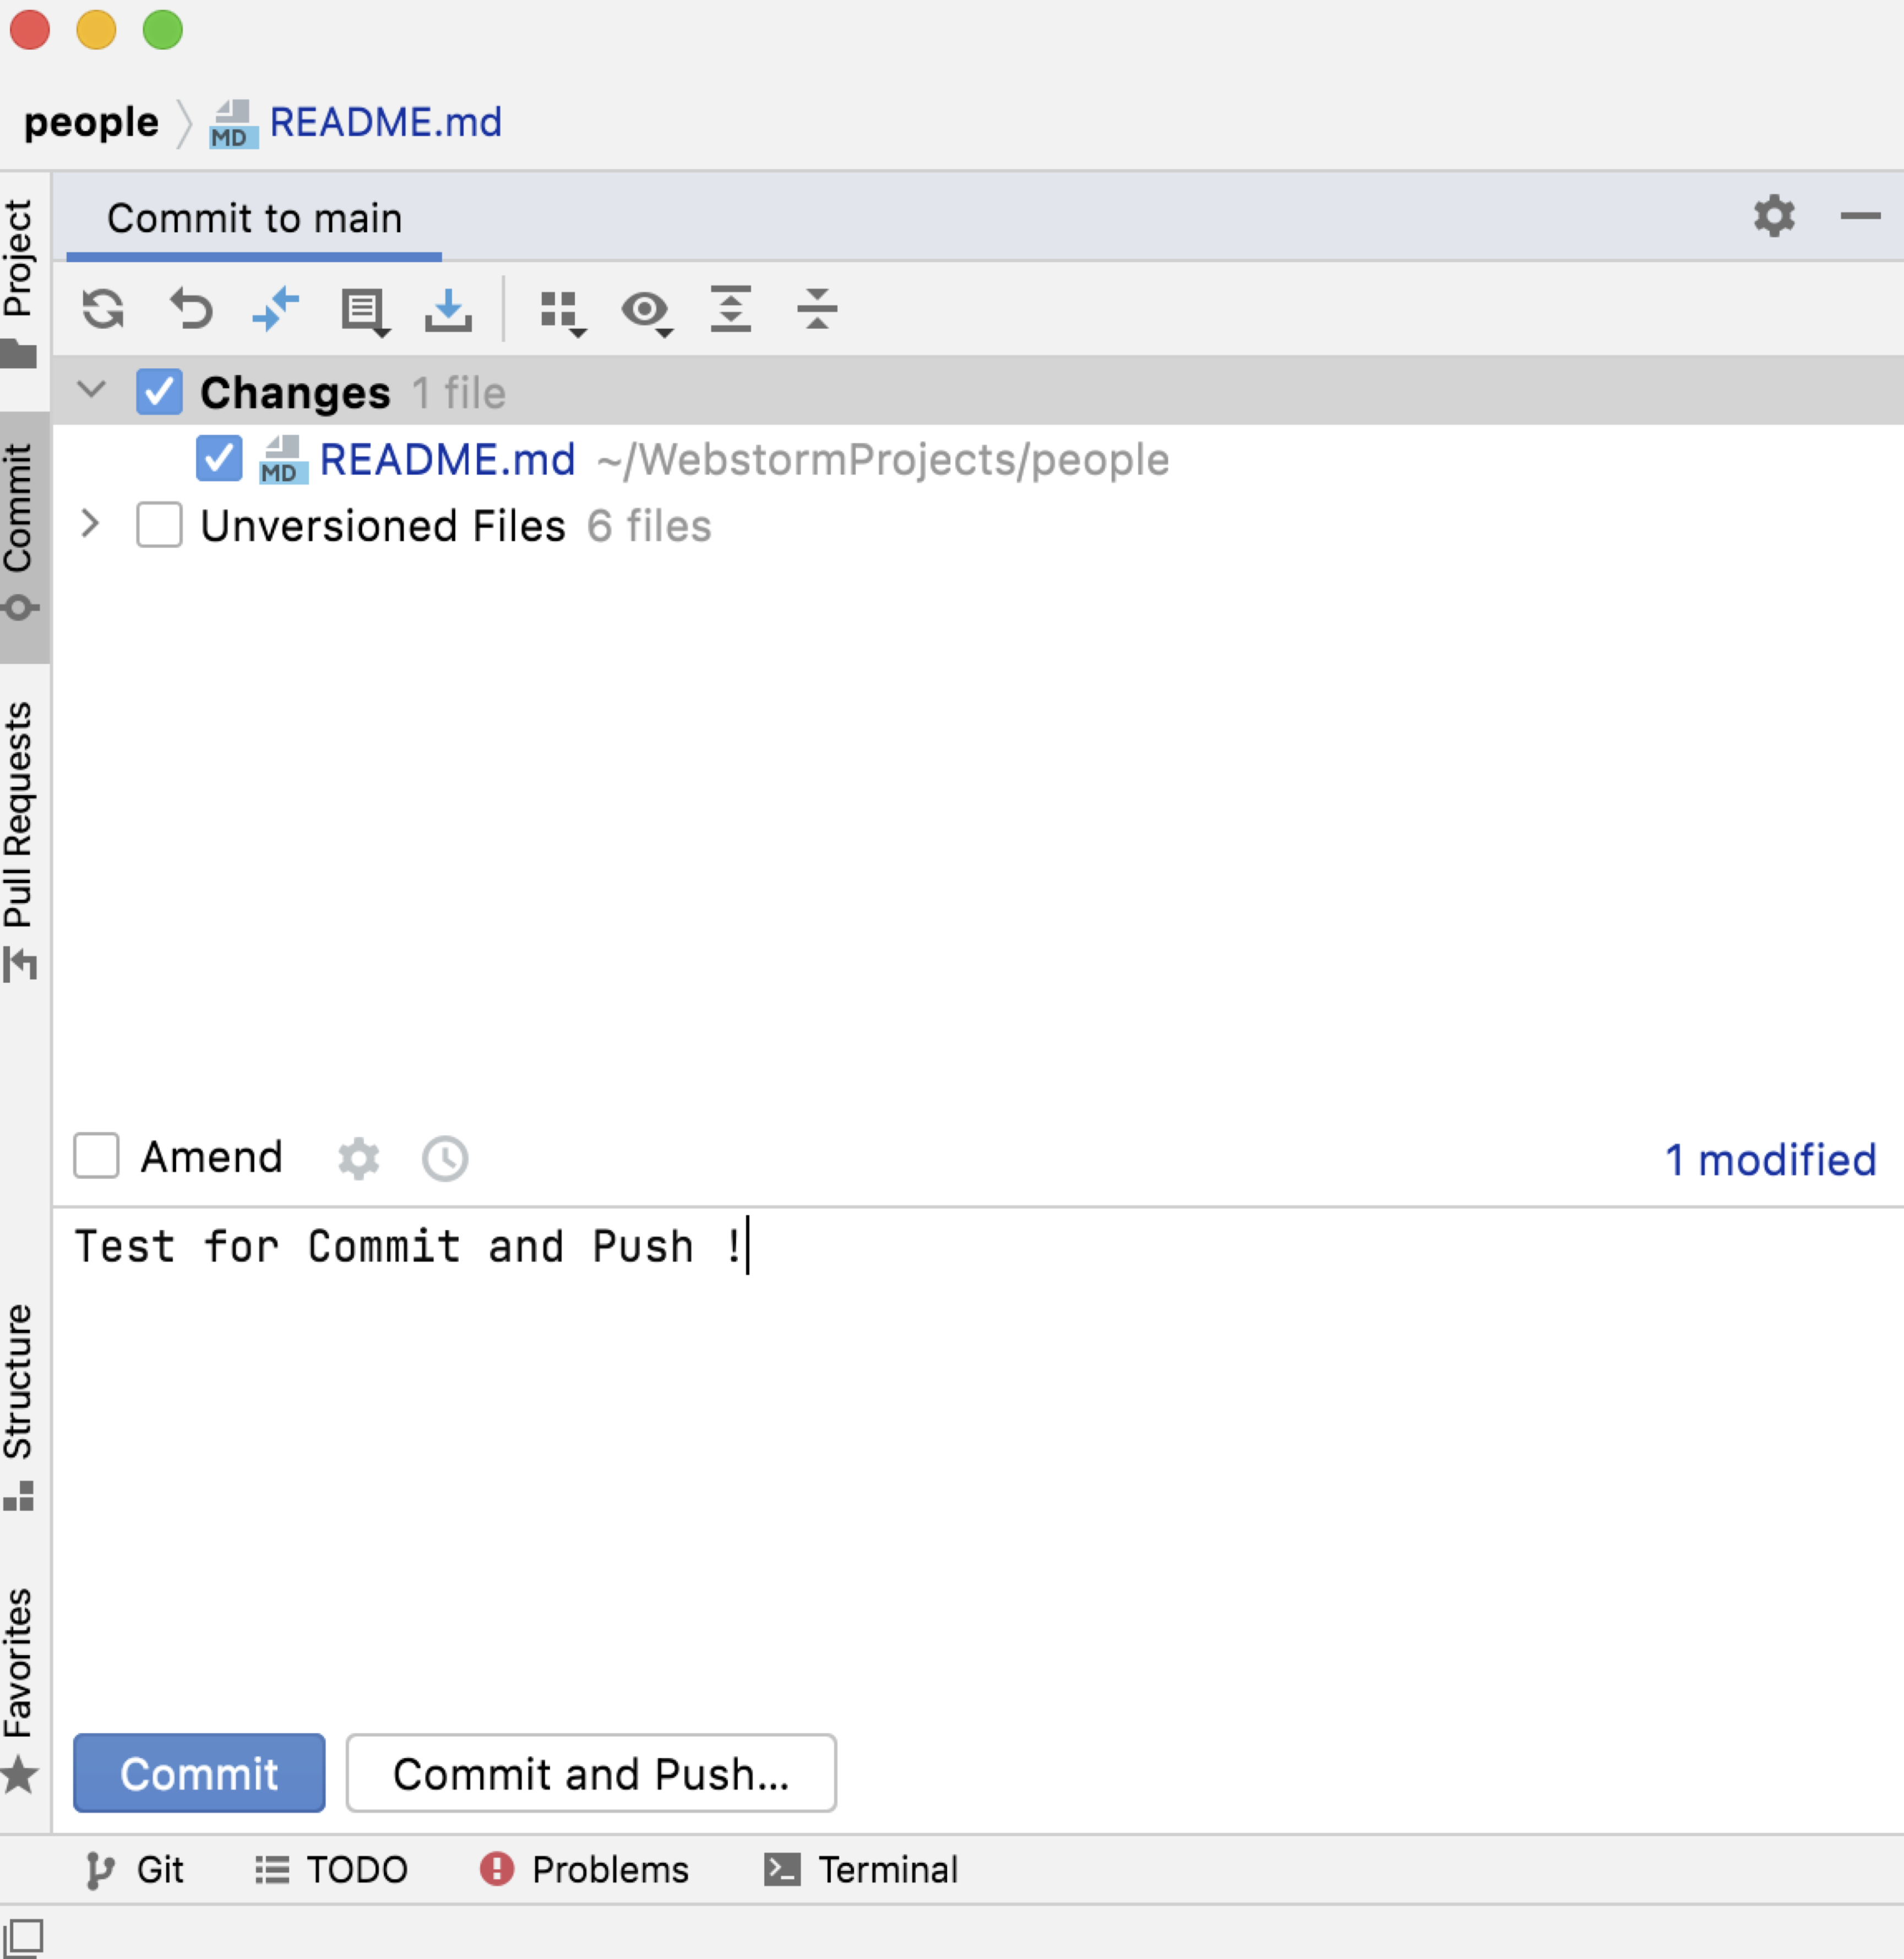 people README.md
Commit to main
Project
Changes 1 file
MD README.md ~/WebstormProjects/people
Unversioned Files 6 files
Commit
Pull Requests
Amend
1 modified
Test for Commit and Push !
Structure
Favorites
Commit Commit and Push...
Git TODO Problems Terminal